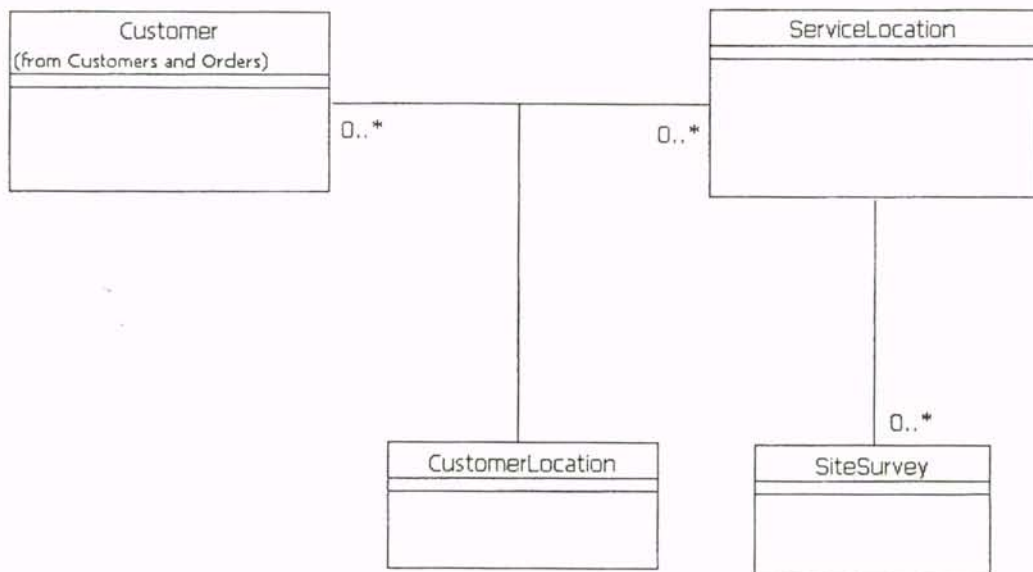 Customer
(from Customers and Orders)
ServiceLocation
0..*
0..*
0..*
CustomerLocation
SiteSurvey